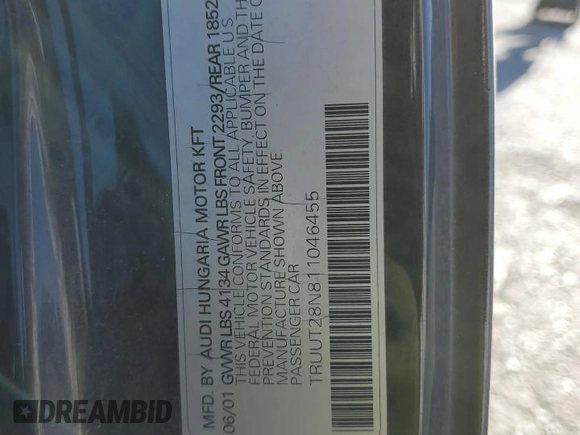 MFD. BY AUDI HUNGARIA MOTOR KFT
06/01 GVWR LBS 4134 GAWR LBS FRONT 2293/REAR 1852
THIS VEHICLE CONFORMS TO ALL APPLICABLE U S
FEDERAL MOTOR VEHICLE SAFETY, BUMPER AND TH
PREVENTION STANDARDS IN EFFECT ON THE DATE O
MANUFACTURE SHOWN ABOVE
PASSENGER CAR
TRUUT28N811046455
DREAMBID